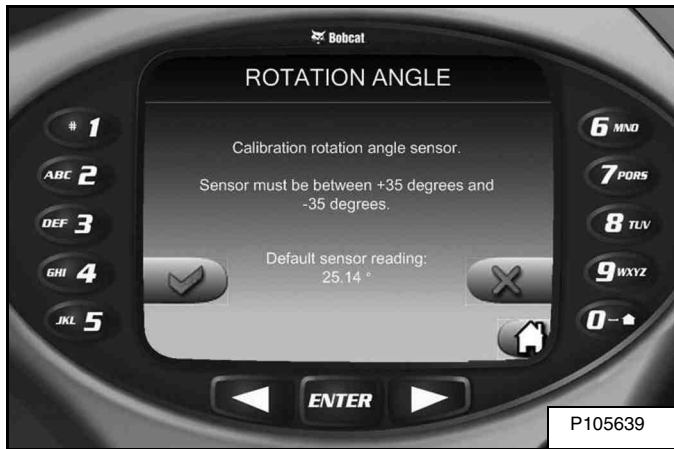 Bobcat
ROTATION ANGLE
Calibration rotation angle sensor.
Sensor must be between +35 degrees and
-35 degrees.
Default sensor reading:
25.14 °
# 1
ABC 2
DEF 3
GHI 4
JKL 5
6 MNO
7 PQRS
8 TUV
9 WXYZ
0-
ENTER
P105639